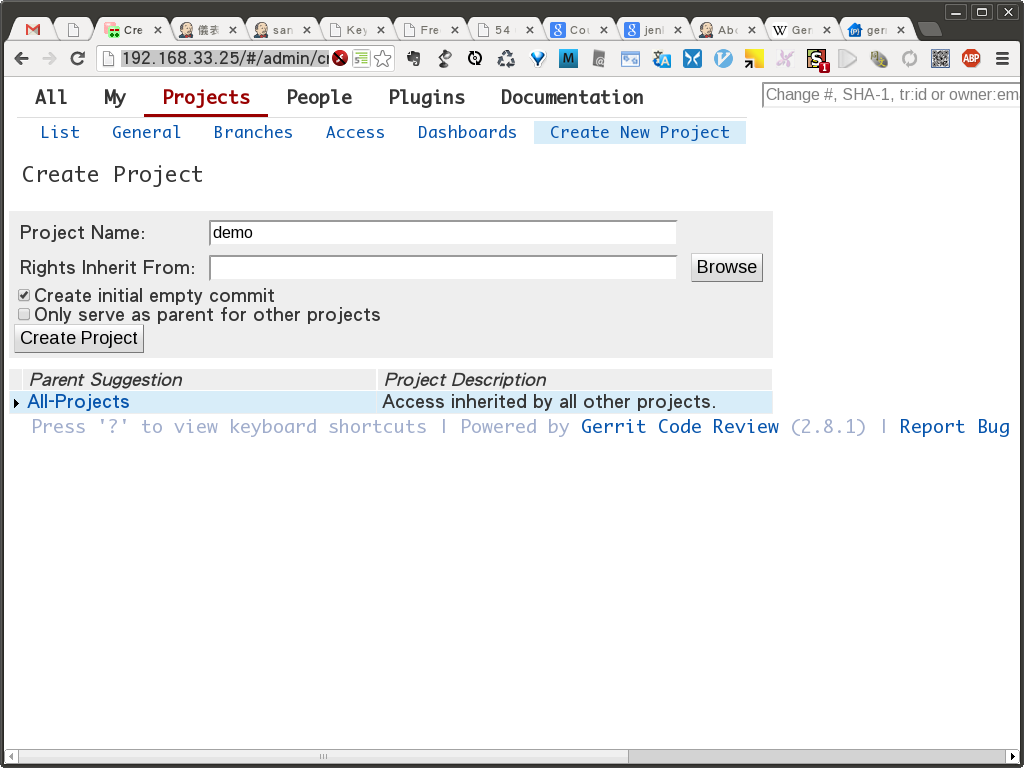 Cre
儀表
san
Key
Fre
54
Cou
jenl
Abo
W Ger
gerr
192.168.33.25/#/admin/cr
M
S 1
ABP
All My Projects People Plugins Documentation
Change #, SHA-1, tr:id or owner:ema
List General Branches Access Dashboards Create New Project
Create Project
Project Name: demo
Rights Inherit From: Browse
Create initial empty commit
Only serve as parent for other projects
Create Project
Parent Suggestion Project Description
All-Projects Access inherited by all other projects.
Press '?' to view keyboard shortcuts | Powered by Gerrit Code Review (2.8.1) | Report Bug